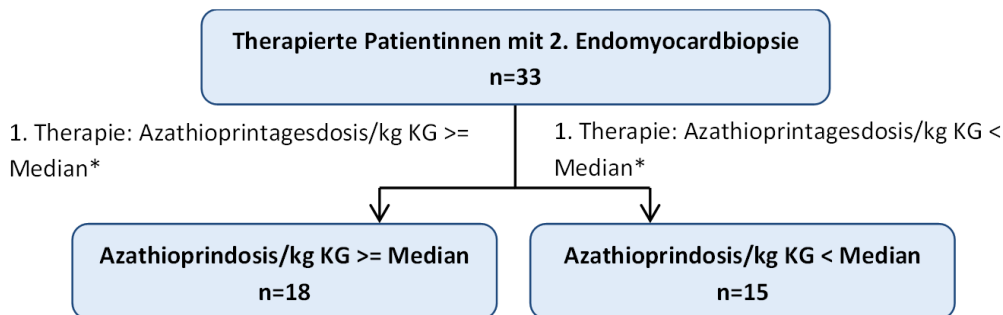 Therapierte Patientinnen mit 2. Endomyocardbiopsie
n=33
1. Therapie: Azathioprintagesdosis/kg KG >=
Median*
1. Therapie: Azathioprintagesdosis/kg KG <
Median*
Azathioprindosis/kg KG >= Median
n=18
Azathioprindosis/kg KG < Median
n=15